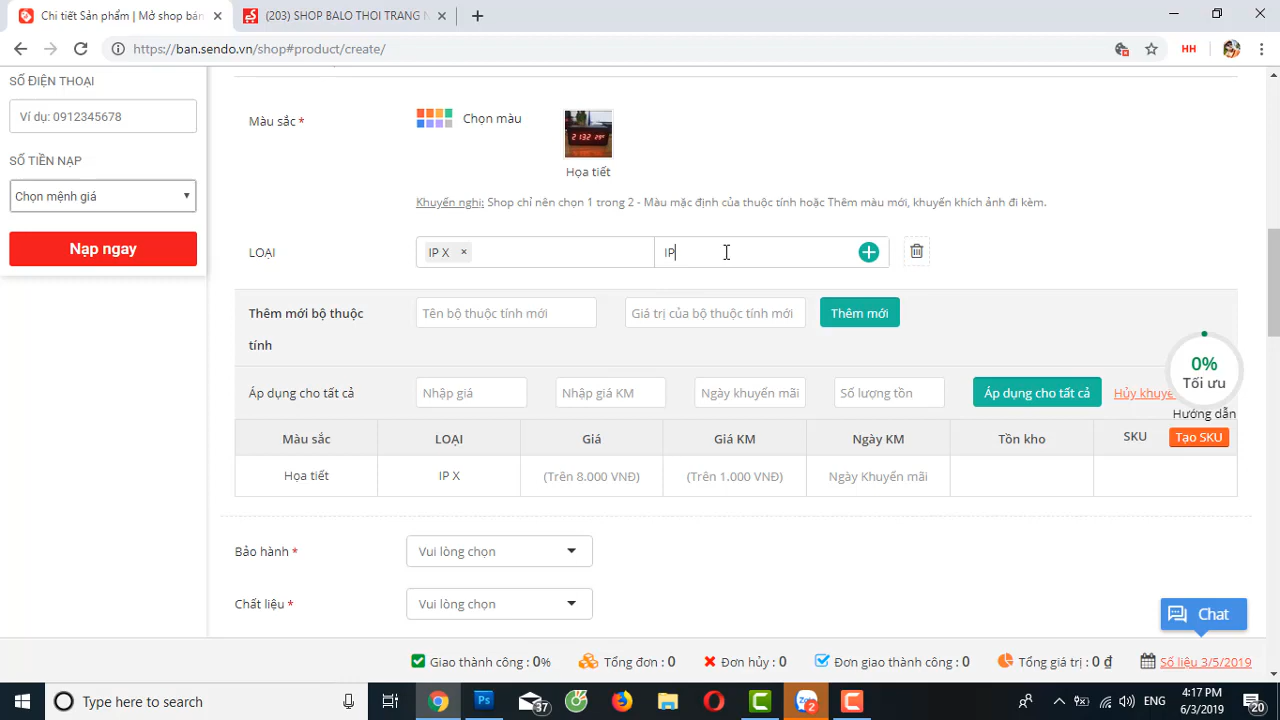 Chi tiết Sản phẩm | Mở shop bán
(203) SHOP BALO THOI TRANG N
https://ban.sendo.vn/shop#product/create/
HH
SỐ ĐIỆN THOẠI
Ví dụ: 0912345678
SỐ TIỀN NẠP
Chọn mệnh giá
Nạp ngay
Màu sắc *
Chọn màu
Họa tiết
Khuyến nghị: Shop chỉ nên chọn 1 trong 2 - Màu mặc định của thuộc tính hoặc Thêm màu mới, khuyến khích ảnh đi kèm.
LOẠI
IP X ×
IP
Thêm mới bộ thuộc
tính
Tên bộ thuộc tính mới
Giá trị của bộ thuộc tính mới
Thêm mới
0%
Tối ưu
Hướng dẫn
Áp dụng cho tất cả
Nhập giá
Nhập giá KM
Ngày khuyến mãi
Số lượng tồn
Áp dụng cho tất cả
Hủy khuyế
Màu sắc LOẠI Giá Giá KM Ngày KM Tồn kho SKU Tạo SKU
Họa tiết IP X (Trên 8.000 VNĐ) (Trên 1.000 VNĐ) Ngày Khuyến mãi
Bảo hành *
Vui lòng chọn
Chất liệu *
Vui lòng chọn
Chat
Giao thành công : 0% Tổng đơn : 0 Đơn hủy : 0 Đơn giao thành công : 0 Tổng giá trị : 0 ₫ Số liệu 3/5/2019
Type here to search
Ps
37
2
ENG
4:17 PM
6/3/2019
20